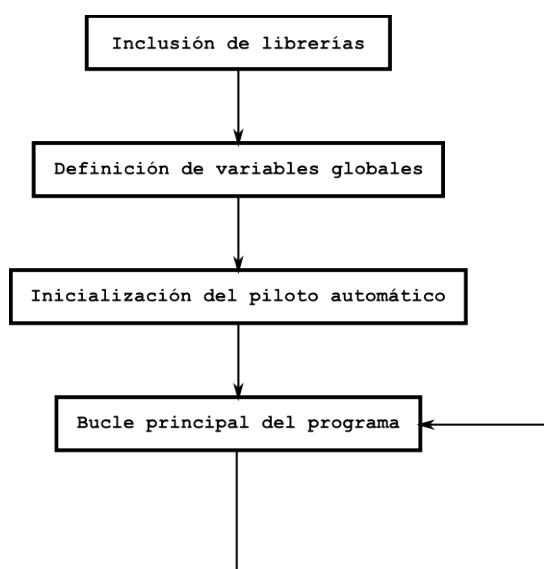 Inclusión de librerías
Definición de variables globales
Inicialización del piloto automático
Bucle principal del programa